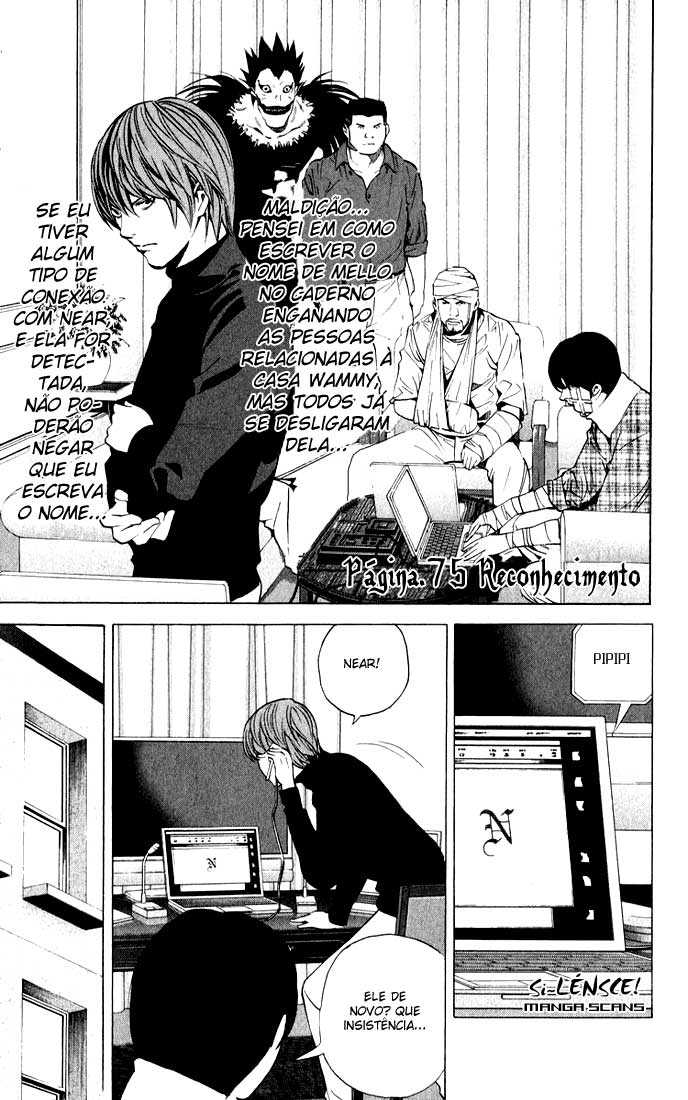 MALDIÇÃO...
PENSEI EM COMO
ESCREVER O
NOME DE MELLO
NO CADERNO
ENGANANDO
AS PESSOAS
RELACIONADAS À
CASA WAMMY,
MAS TODOS JÁ
SE DESLIGARAM
DELA...
SE EU
TIVER
ALGUM
TIPO DE
CONEXÃO
COM NEAR,
E ELA FOR
DETEC-
TADA,
NÃO PO-
DERÃO
NEGAR
QUE EU
ESCREVA
O NOME...
Página.75 Reconhecimento
PIPIPI
N
Si-LÉNSCE!
MANGA SCANS
NEAR!
N
ELE DE
NOVO? QUE
INSISTÊNCIA...